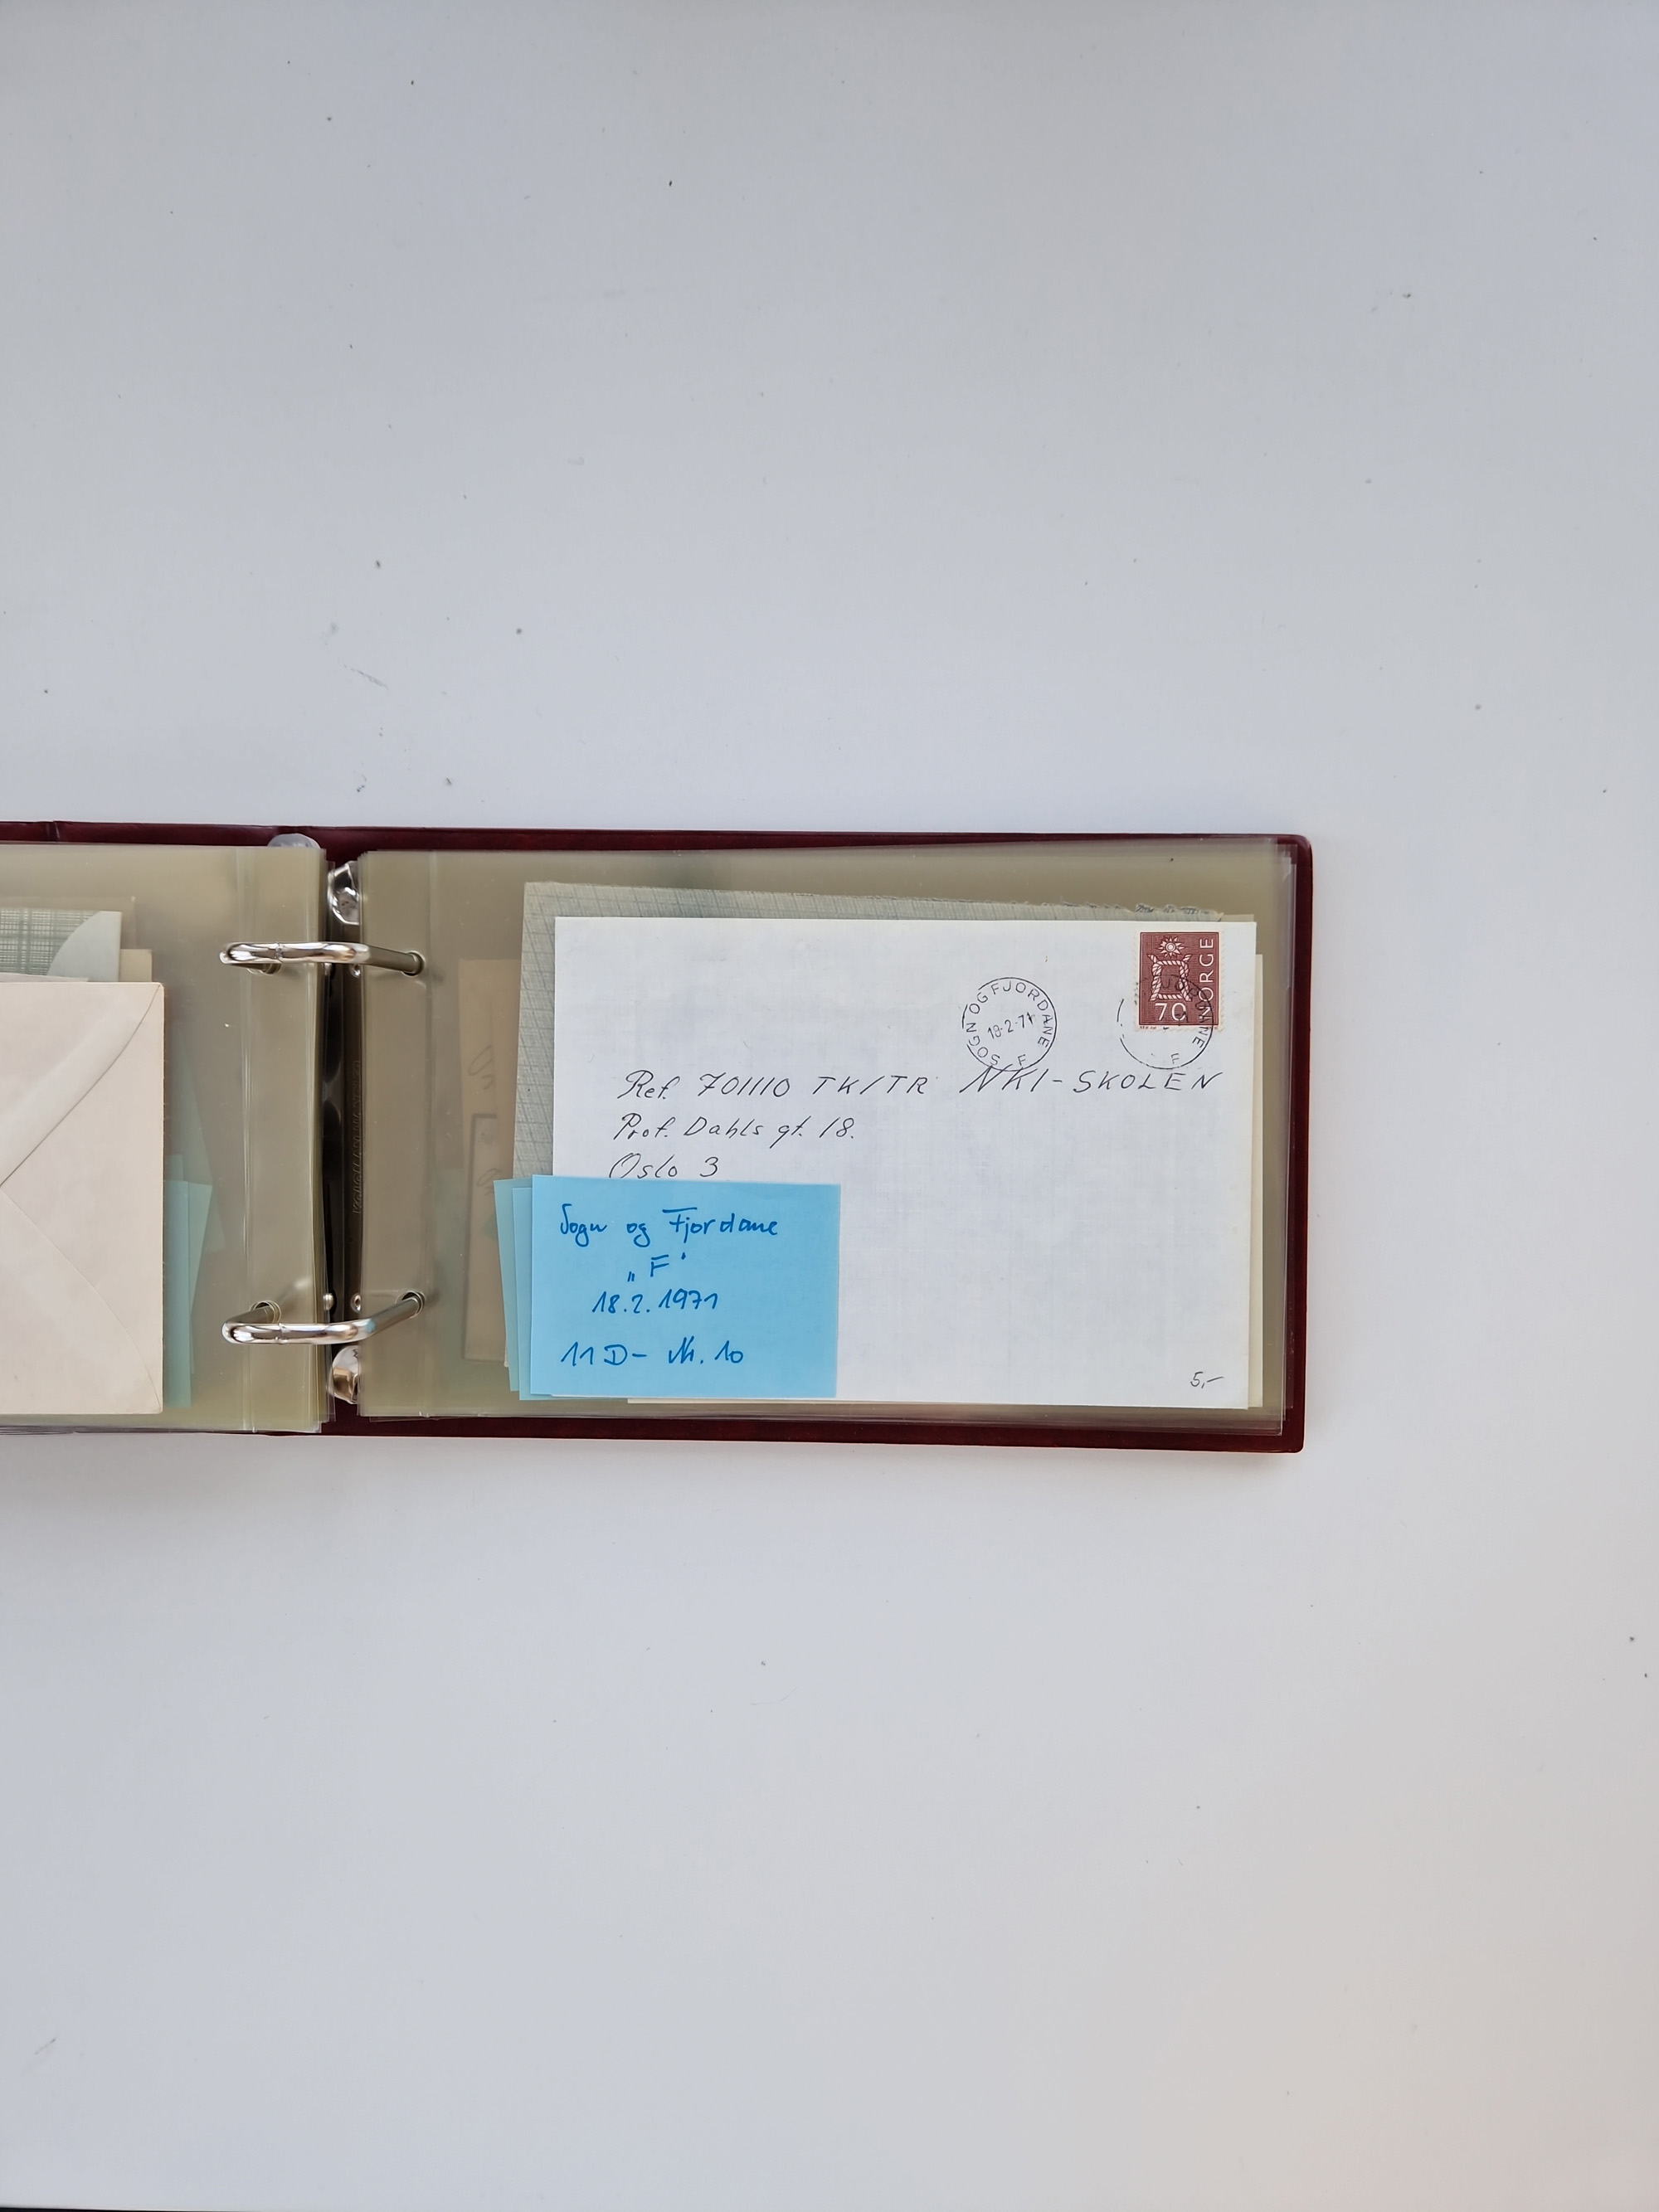 NORGE
70
SOGN OG FJORDANE
18-2-71
F
F
Ref. 701110 TK/TR NKI-SKOLEN
Prof. Dahls gt. 18.
Oslo 3
Sogn og Fjordane
„F"
18.2.1971
11D- Nr. 10
5,-